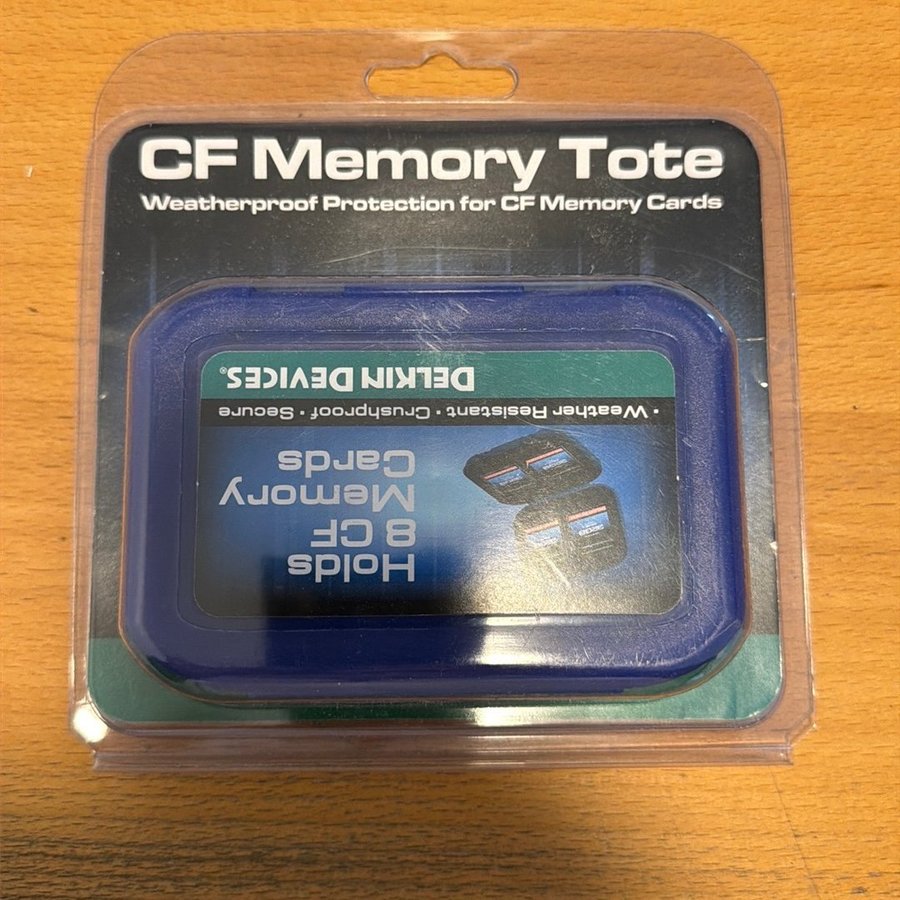 CF Memory Tote
Weatherproof Protection for CF Memory Cards
Holds
8 CF
Memory
Cards
• Weather Resistant • Crushproof • Secure
DELKIN DEVICES®